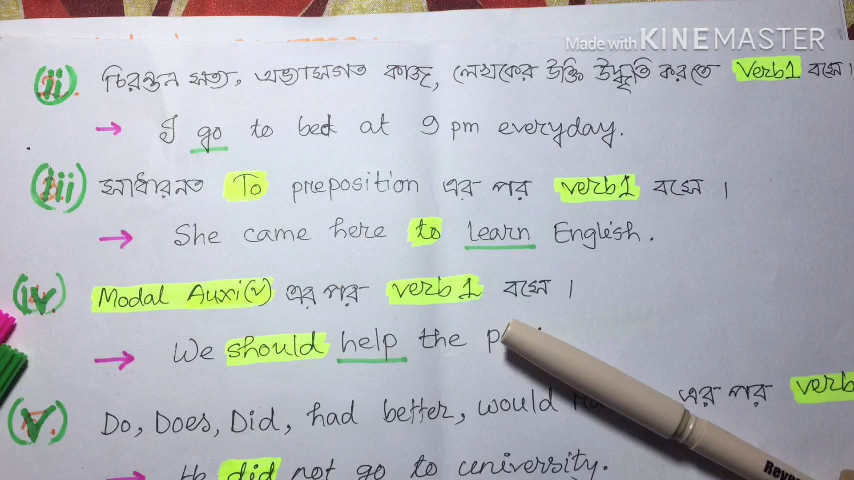 Made with KINEMASTER
(ii) চিরন্তন সত্য, অভ্যাসগত কাজ, লেখকের উক্তি উদ্ধৃতি করতে Verb1 বসে।
→ I go to bed at 9 pm everyday.
(iii) সাধারনত To preposition এর পর verb1 বসে।
→ She came here to learn English.
(iv) Modal Auxi(v) এর পর verb 1 বসে।
→ We should help the
(v) Do, Does, Did, had better, would এর পর verb
→ He did not go to university.